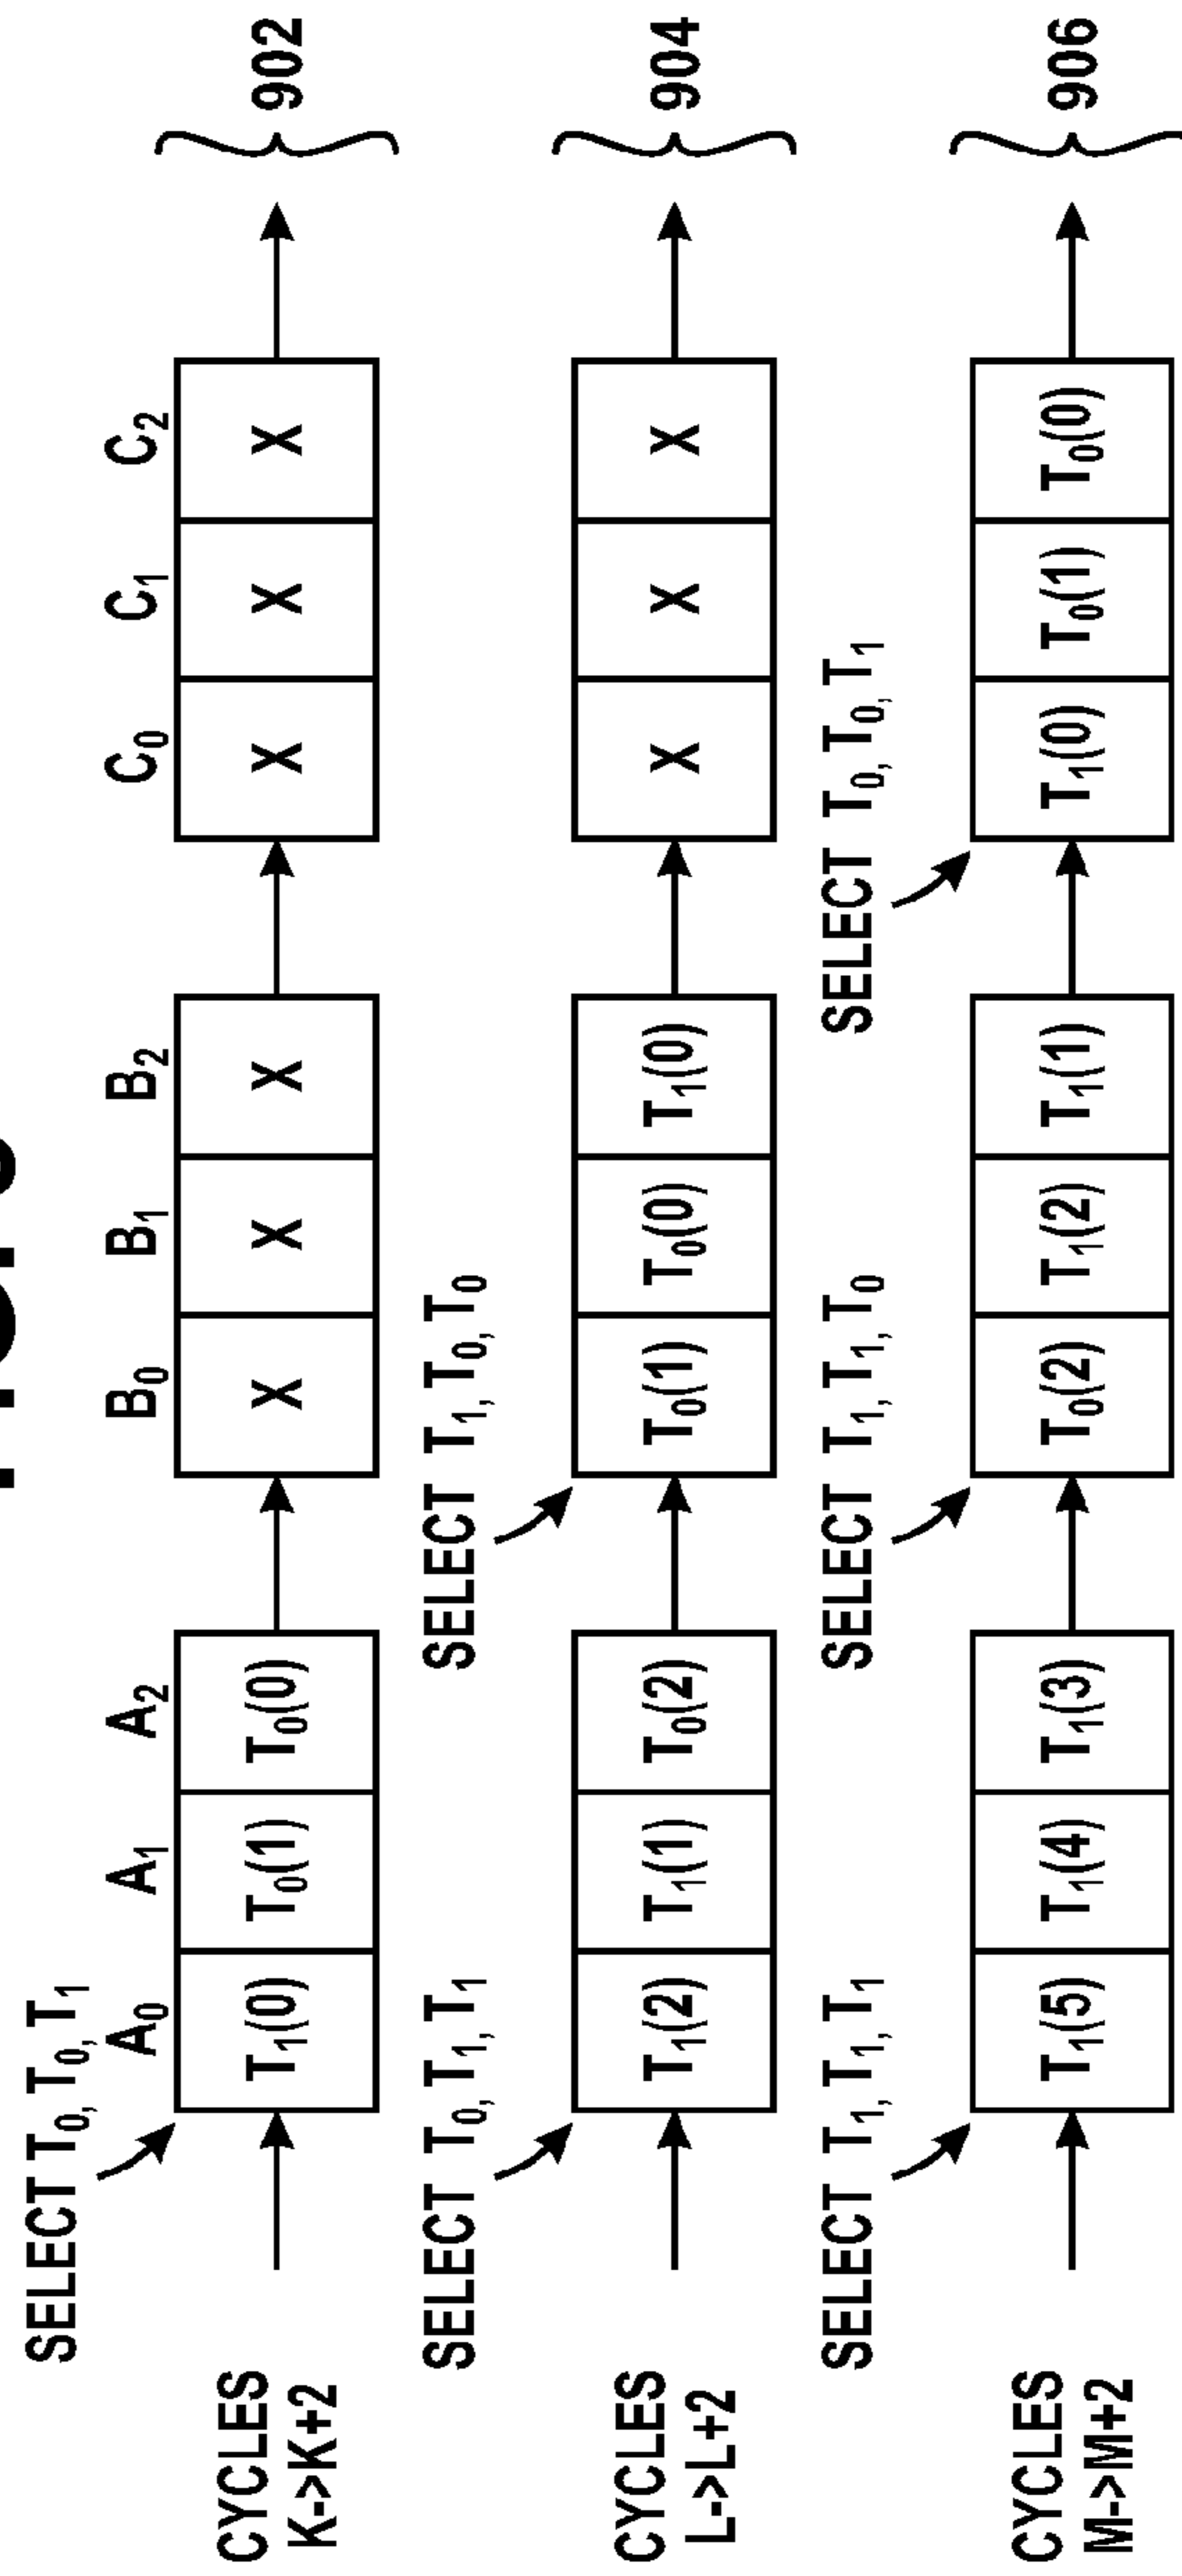 SELECT T₀, T₀, T₁
A₀ A₁ A₂ B₀ B₁ B₂ C₀ C₁ C₂
CYCLES
K->K+2
T₁(0) T₀(1) T₀(0) X X X X X X
902
SELECT T₀, T₁, T₁
SELECT T₁, T₀, T₀
CYCLES
L->L+2
T₁(2) T₁(1) T₀(2) T₀(1) T₀(0) T₁(0) X X X
904
SELECT T₁, T₁, T₁
SELECT T₁, T₁, T₀
SELECT T₀, T₀, T₁
CYCLES
M->M+2
T₁(5) T₁(4) T₁(3) T₀(2) T₁(2) T₁(1) T₁(0) T₀(1) T₀(0)
906